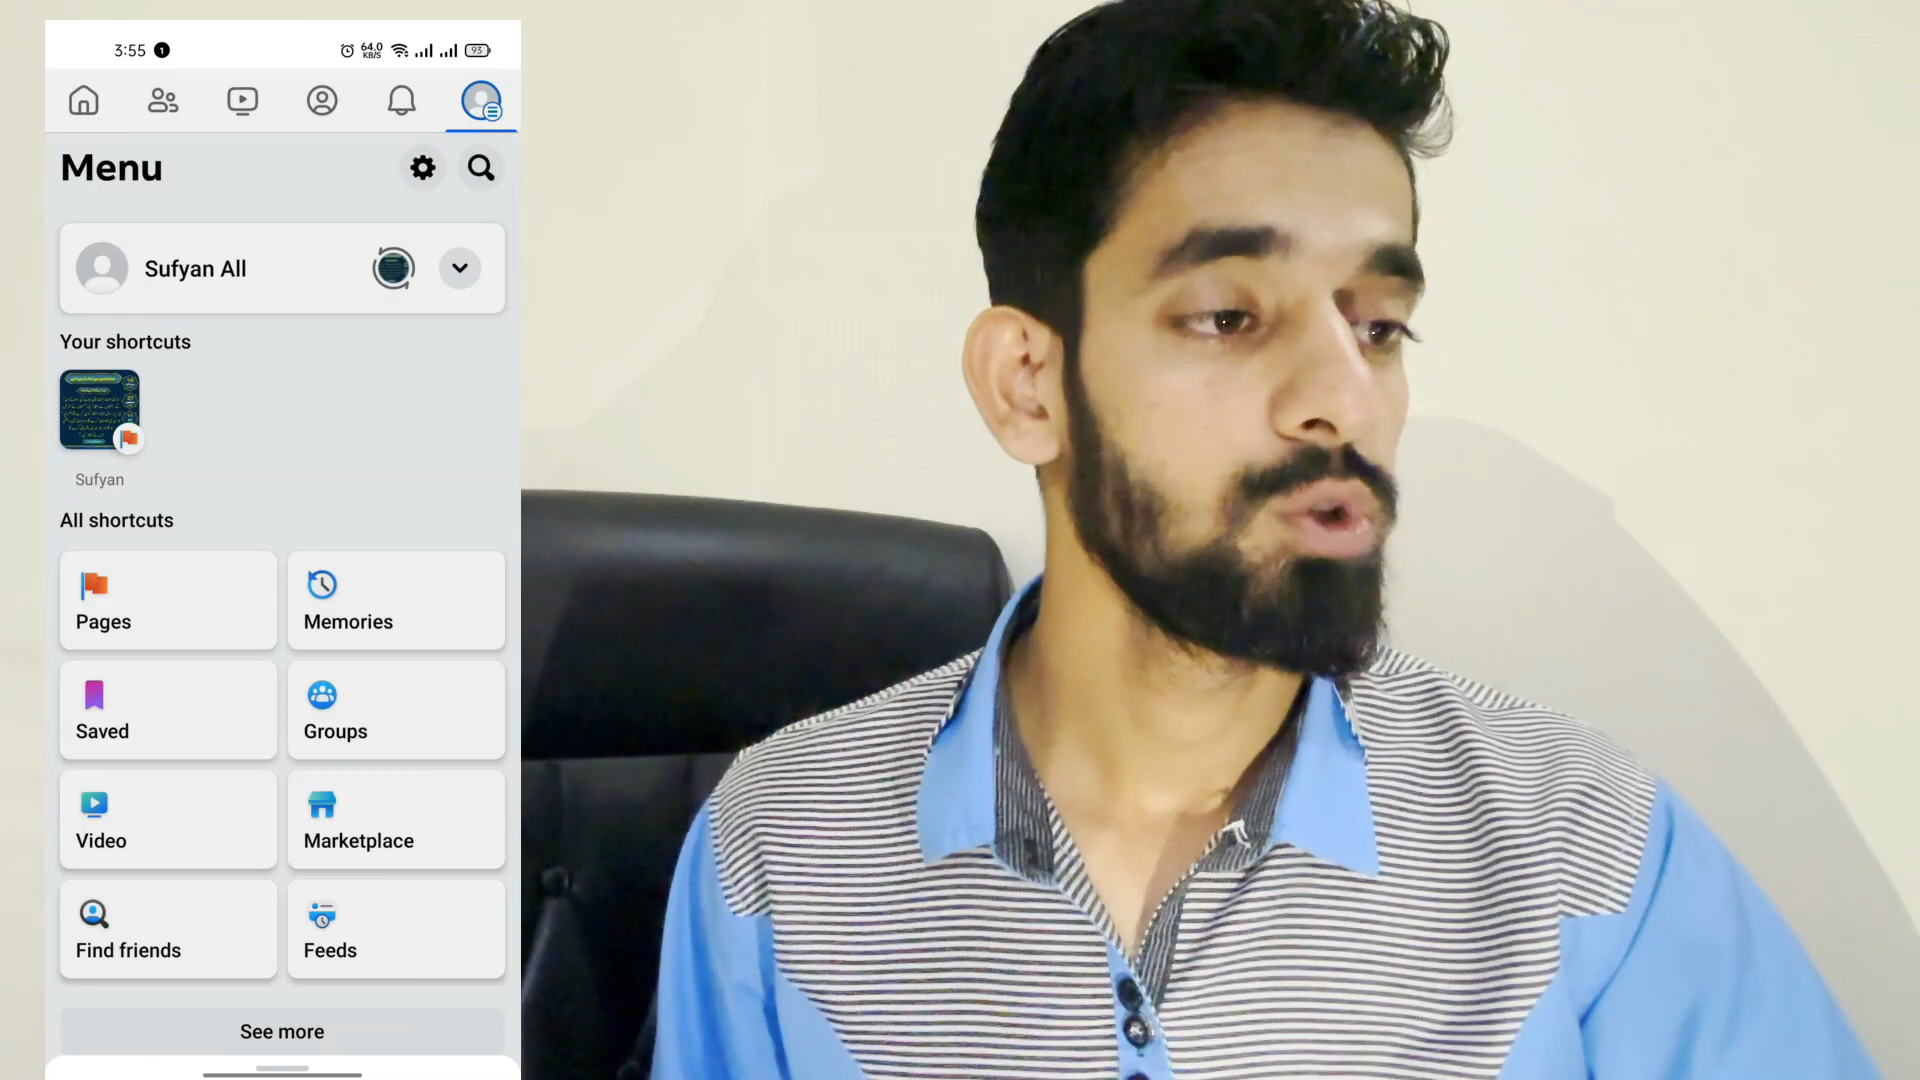 3:55 1 64.0 KB/S 93
Menu
Sufyan All
Your shortcuts
Sufyan
All shortcuts
Pages
Memories
Saved
Groups
Video
Marketplace
Find friends
Feeds
See more